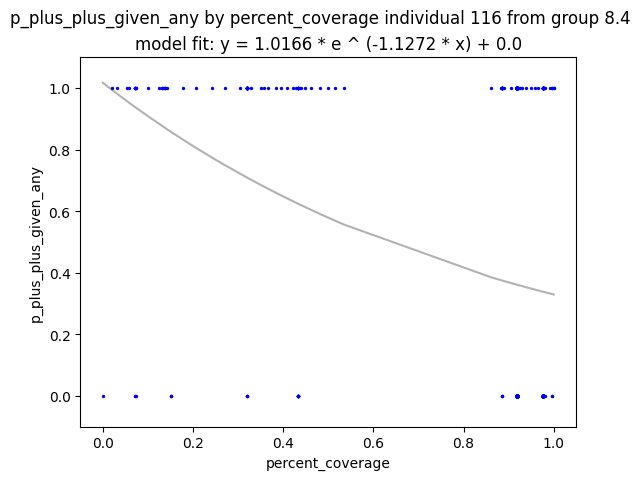 p_plus_plus_given_any by percent_coverage individual 116 from group 8.4
model fit: y = 1.0166 * e ^ (-1.1272 * x) + 0.0
1.0
0.8
0.6
0.4
0.2
0.0
p_plus_plus_given_any
0.0 0.2 0.4 0.6 0.8 1.0
percent_coverage